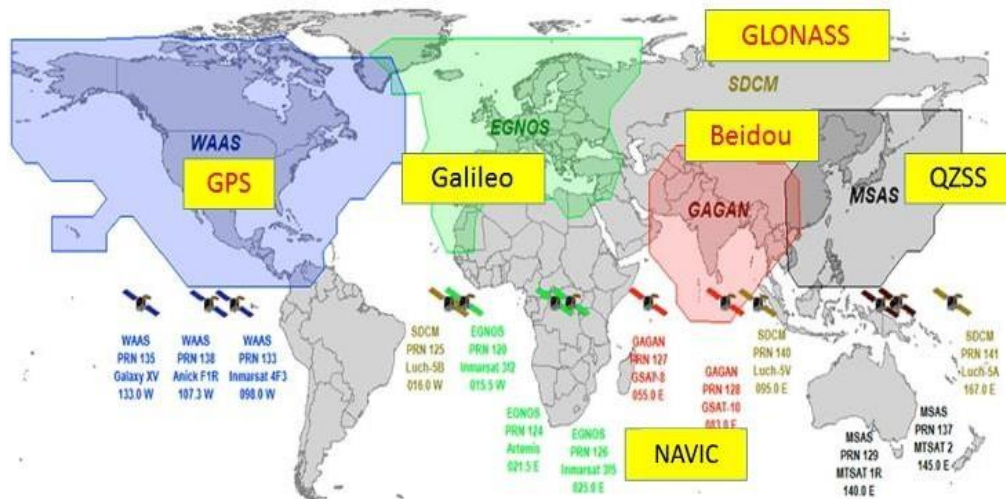 GLONASS
SDCM
Beidou
EGNOS
WAAS
GPS
Galileo
QZSS
MSAS
GAGAN
WAAS
PRN 135
Galaxy XV
133.0 W
WAAS
PRN 138
Anick F1R
107.3 W
WAAS
PRN 133
Inmarsat 4F3
098.0 W
SDCM
PRN 125
Luch-5B
016.0 W
EGNOS
PRN 120
Inmarsat 3f2
015.5 W
EGNOS
PRN 124
Artemis
021.5 E
EGNOS
PRN 126
Inmarsat 3f5
025.0 E
GAGAN
PRN 127
GSAT-8
055.0 E
GAGAN
PRN 128
GSAT-10
083.0 E
SDCM
PRN 140
Luch-5V
095.0 E
NAVIC
MSAS
PRN 129
MTSAT 1R
140.0 E
MSAS
PRN 137
MTSAT 2
145.0 E
SDCM
PRN 141
Luch-5A
167.0 E